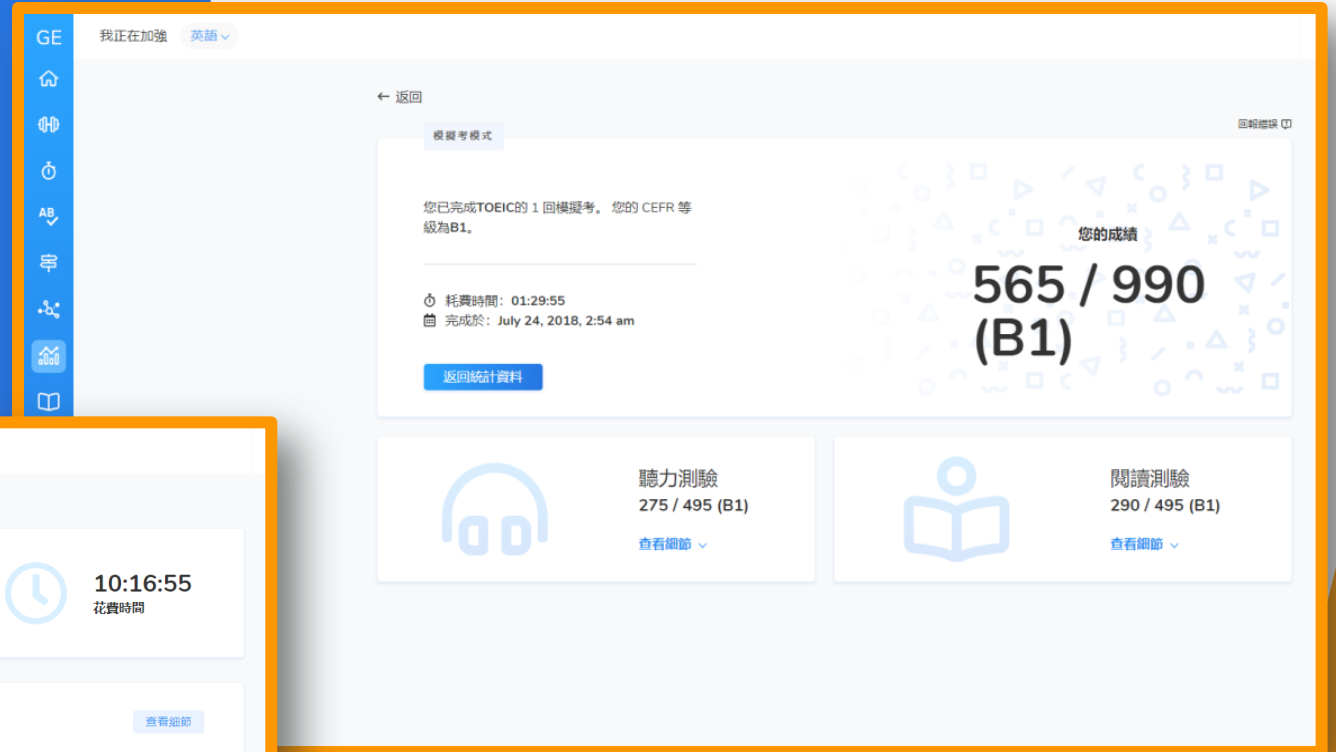 GE
我正在加強 英語
← 返回
回報錯誤
模擬考模式
您已完成TOEIC的 1 回模擬考。 您的 CEFR 等
級為B1。
耗費時間： 01:29:55
完成於： July 24, 2018, 2:54 am
返回統計資料
您的成績
565 / 990
(B1)
AB
聽力測驗
275 / 495 (B1)
查看細節
閱讀測驗
290 / 495 (B1)
查看細節
10:16:55
花費時間
查看細節